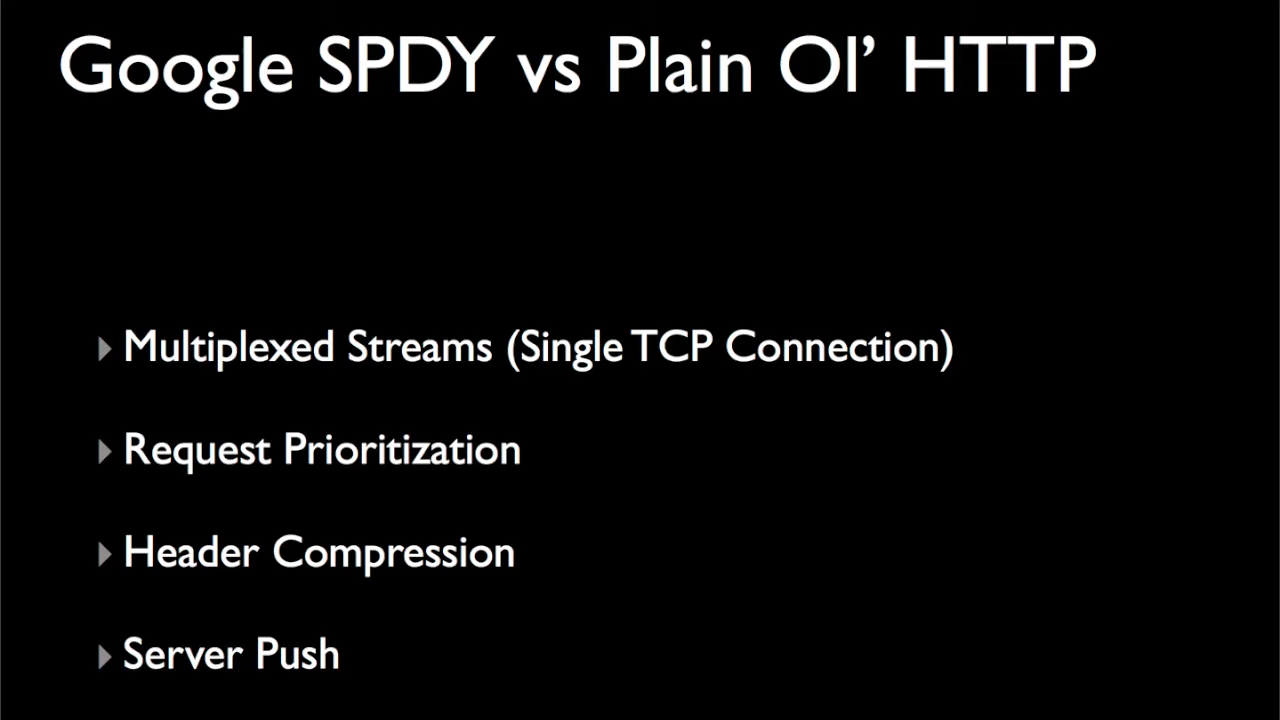 Google SPDY vs Plain Ol’ HTTP
Multiplexed Streams (Single TCP Connection)
Request Prioritization
Header Compression
Server Push